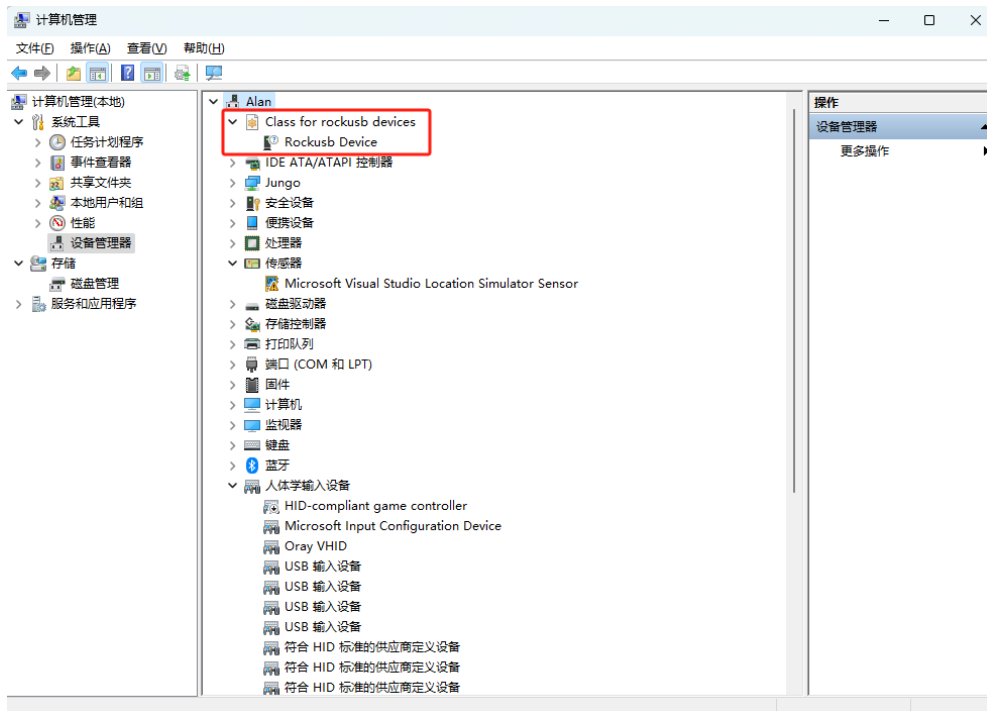 计算机管理
文件(F) 操作(A) 查看(V) 帮助(H)
计算机管理(本地)
系统工具
任务计划程序
事件查看器
共享文件夹
本地用户和组
性能
设备管理器
存储
磁盘管理
服务和应用程序
Alan
Class for rockusb devices
Rockusb Device
IDE ATA/ATAPI 控制器
Jungo
安全设备
便携设备
处理器
传感器
Microsoft Visual Studio Location Simulator Sensor
磁盘驱动器
存储控制器
打印队列
端口 (COM 和 LPT)
固件
计算机
监视器
键盘
蓝牙
人体学输入设备
HID-compliant game controller
Microsoft Input Configuration Device
Oray VHID
USB 输入设备
USB 输入设备
USB 输入设备
USB 输入设备
符合 HID 标准的供应商定义设备
符合 HID 标准的供应商定义设备
符合 HID 标准的供应商定义设备
操作
设备管理器
更多操作